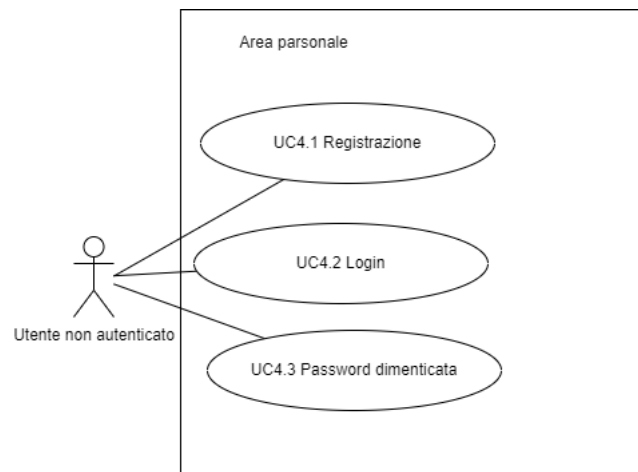 Area parsonale
UC4.1 Registrazione
UC4.2 Login
Utente non autenticato
UC4.3 Password dimenticata